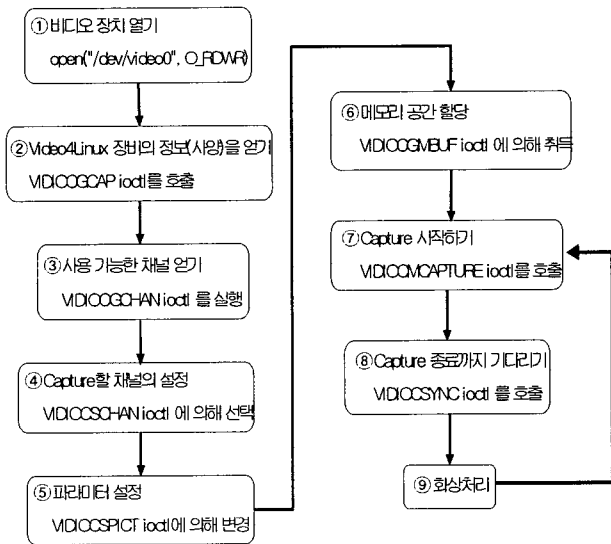 ① 비디오 장치 열기
open("/dev/video0", O_RDWR)
② Video4Linux 장비의 정보(사양)을 얻기
VIDIOCGCAP ioctl를 호출
③ 사용 가능한 채널 얻기
VIDIOCGCHAN ioctl 를 실행
④ Capture할 채널의 설정
VIDIOCSCHAN ioctl 에 의해 선택
⑤ 파라미터 설정
VIDIOCSPICT ioctl에 의해 변경
⑥ 메모리 공간 할당
VIDIOCGMBUF ioctl 에 의해 취득
⑦ Capture 시작하기
VIDIOCMCAPTURE ioctl를 호출
⑧ Capture 종료까지 기다리기
VIDIOCSYNC ioctl 를 호출
⑨ 화상처리